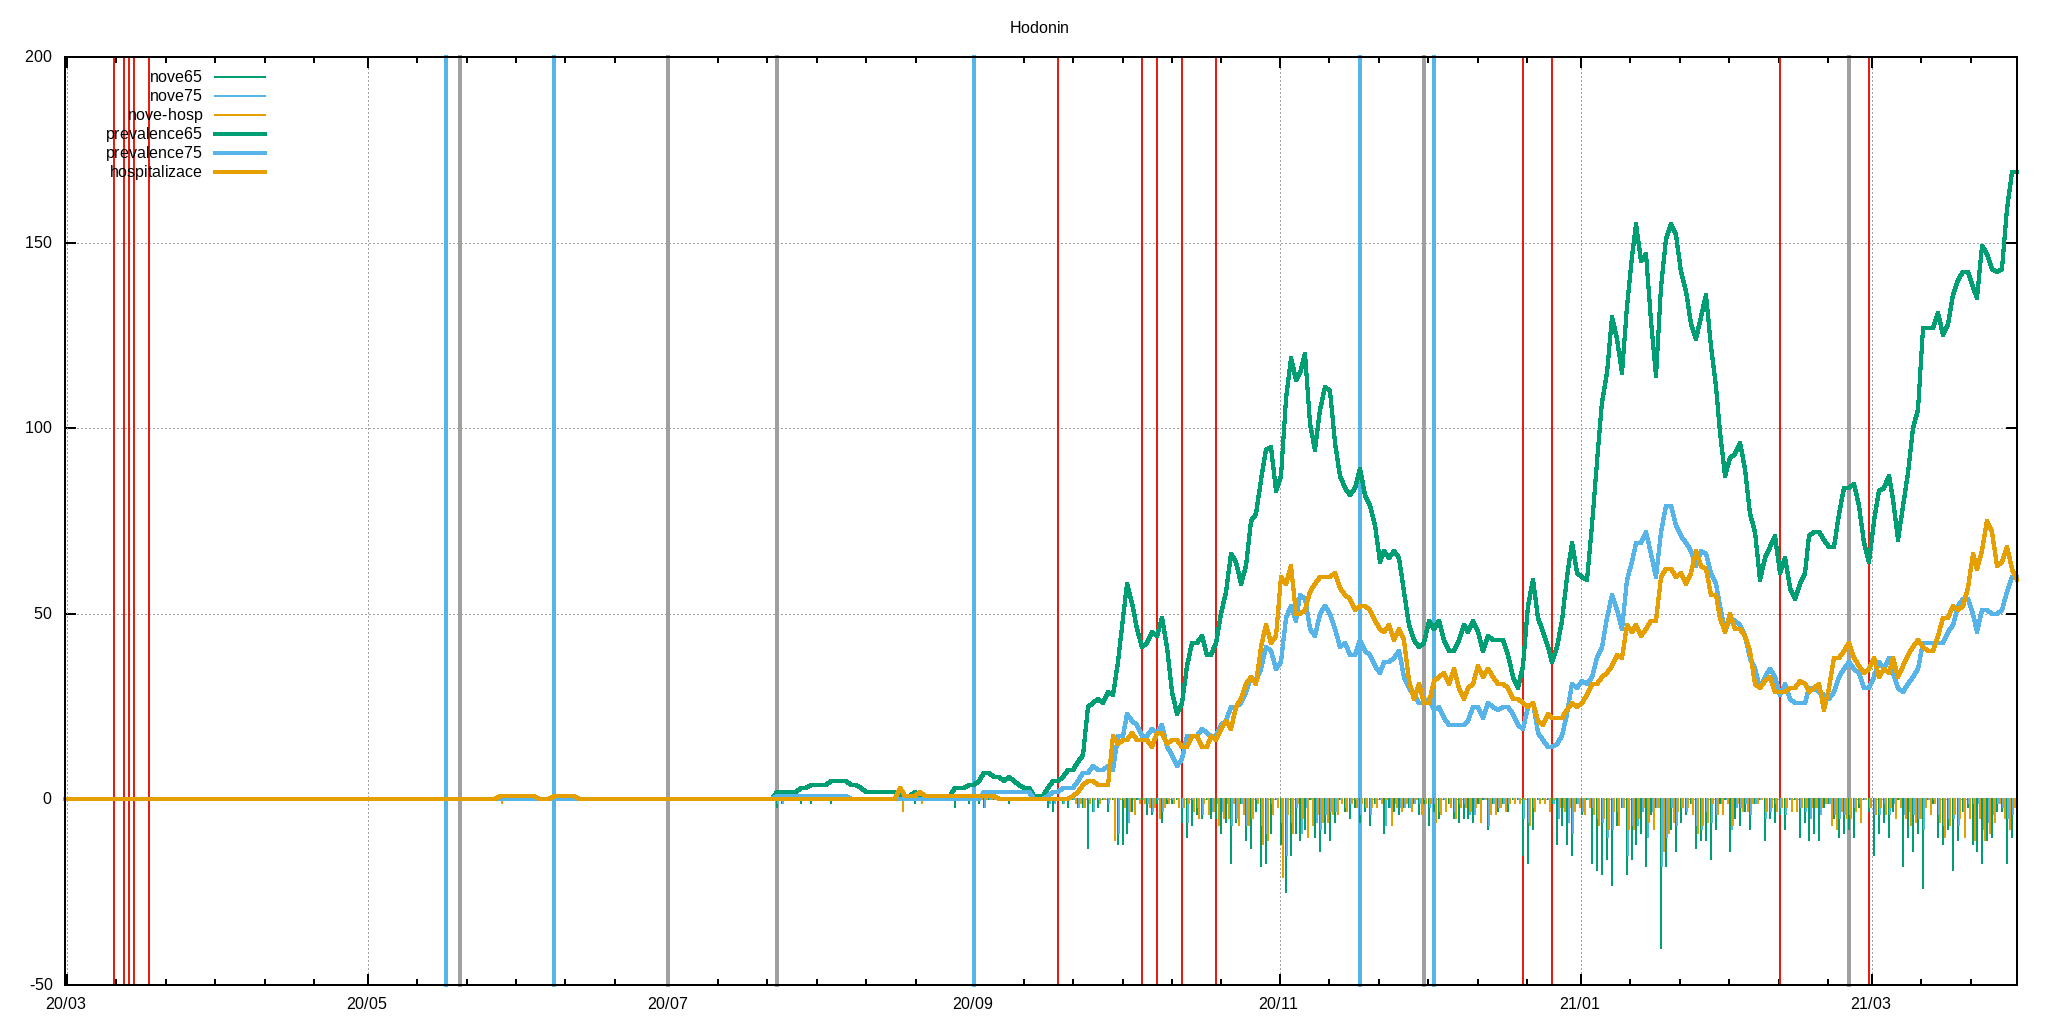 Hodonin
200
150
100
50
0
-50
nove65
nove75
nove-hosp
prevalence65
prevalence75
hospitalizace
20/03 20/05 20/07 20/09 20/11 21/01 21/03